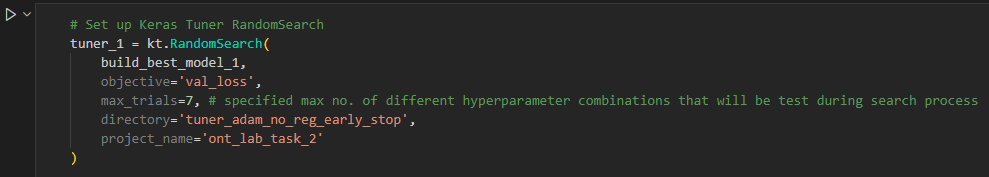 # Set up Keras Tuner RandomSearch
tuner_1 = kt.RandomSearch(
    build_best_model_1,
    objective='val_loss',
    max_trials=7, # specified max no. of different hyperparameter combinations that will be test during search process
    directory='tuner_adam_no_reg_early_stop',
    project_name='ont_lab_task_2'
)